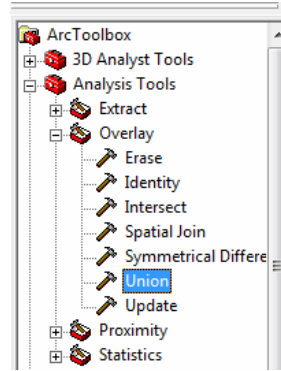 ArcToolbox
3D Analyst Tools
Analysis Tools
Extract
Overlay
Erase
Identity
Intersect
Spatial Join
Symmetrical Differe
Union
Update
Proximity
Statistics